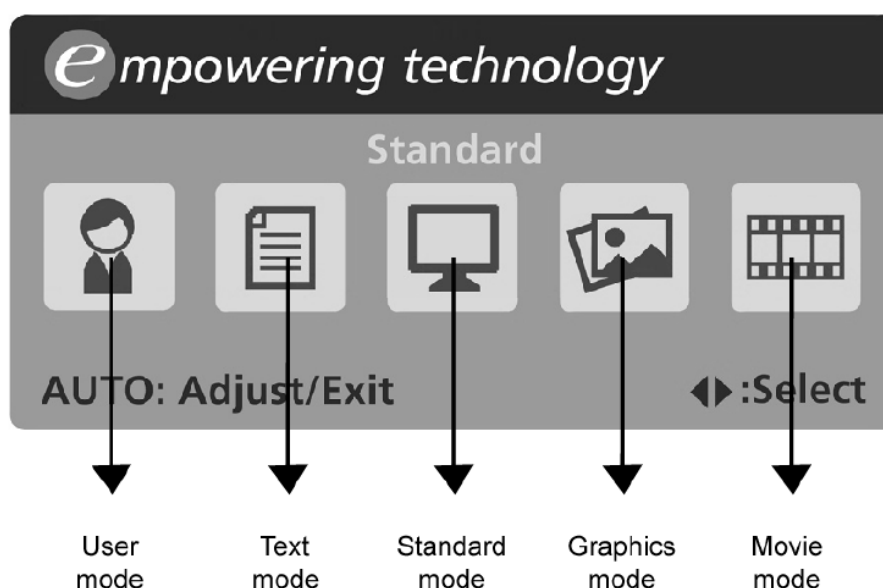 empowering technology
Standard
AUTO: Adjust/Exit ◀▶:Select
User Text Standard Graphics Movie
mode mode mode mode mode